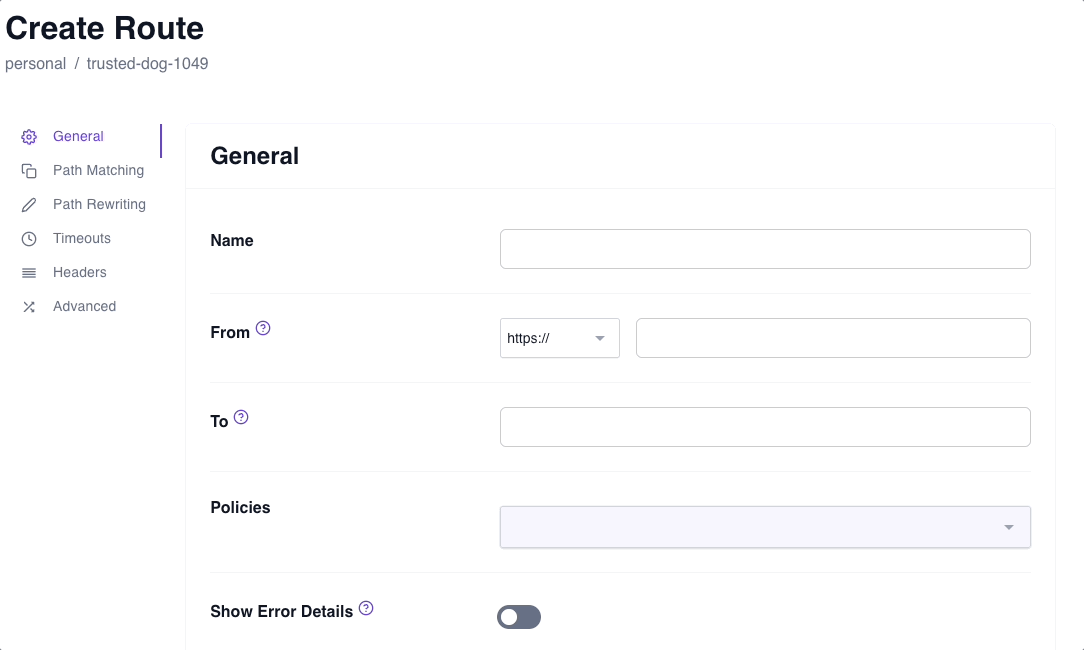 Create Route
personal / trusted-dog-1049
General
Path Matching
Path Rewriting
Timeouts
Headers
Advanced
General
Name
From ?
https://
To ?
Policies
Show Error Details ?